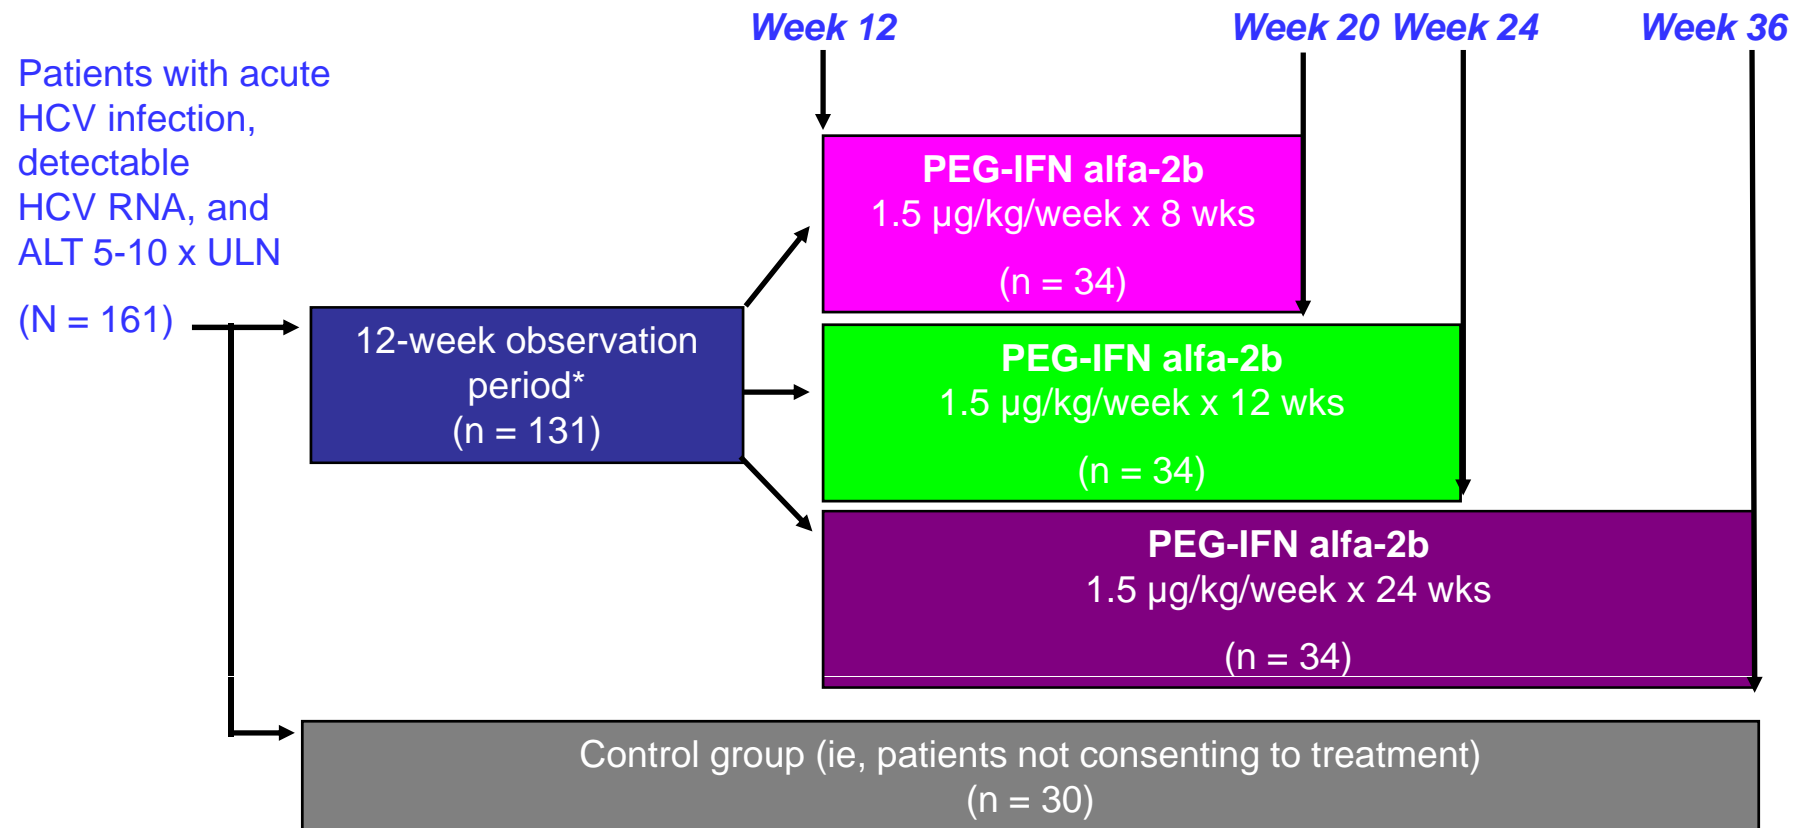 Week 12
Week 20
Week 24
Week 36
Patients with acute
HCV infection,
detectable
HCV RNA, and
ALT 5-10 x ULN
(N = 161)
12-week observation
period*
(n = 131)
PEG-IFN alfa-2b
1.5 µg/kg/week x 8 wks
(n = 34)
PEG-IFN alfa-2b
1.5 µg/kg/week x 12 wks
(n = 34)
PEG-IFN alfa-2b
1.5 µg/kg/week x 24 wks
(n = 34)
Control group (ie, patients not consenting to treatment)
(n = 30)